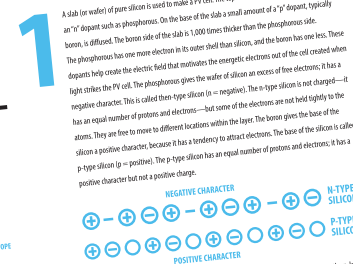 1
A slab (or wafer) of pure silicon is used to make a PV cell. The top
an "n" dopant such as phosphorous. On the base of the slab a small amount of a "p" dopant, typically
boron, is diffused. The boron side of the slab is 1,000 times thicker than the phosphorous side.
The phosphorous has one more electron in its outer shell than silicon, and the boron has one less. These
dopants help create the electric field that motivates the energetic electrons out of the cell created when
light strikes the PV cell. The phosphorous gives the wafer of silicon an excess of free electrons; it has a
negative character. This is called then-type silicon (n = negative). The n-type silicon is not charged—it
has an equal number of protons and electrons—but some of the electrons are not held tightly to the
atoms. They are free to move to different locations within the layer. The boron gives the base of the
silicon a positive character, because it has a tendency to attract electrons. The base of the silicon is called
p-type silicon (p = positive). The p-type silicon has an equal number of protons and electrons; it has a
positive character but not a positive charge.
NEGATIVE CHARACTER
N-TYPE
SILICO
P-TYP
SILICO
POSITIVE CHARACTER
OPE